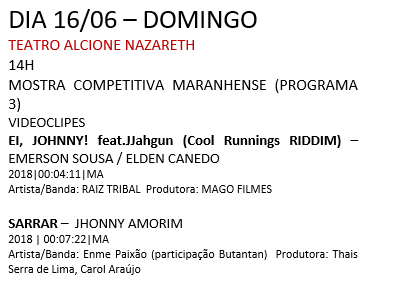 DIA 16/06 – DOMINGO
TEATRO ALCIONE NAZARETH
14H
MOSTRA COMPETITIVA MARANHENSE (PROGRAMA
3)
VIDEOCLIPES
EI, JOHNNY! feat.JJahgun (Cool Runnings RIDDIM) –
EMERSON SOUSA / ELDEN CANEDO
2018|00:04:11|MA
Artista/Banda: RAIZ TRIBAL Produtora: MAGO FILMES
SARRAR – JHONNY AMORIM
2018 | 00:07:22|MA
Artista/Banda: Enme Paixão (participação Butantan) Produtora: Thais
Serra de Lima, Carol Araújo